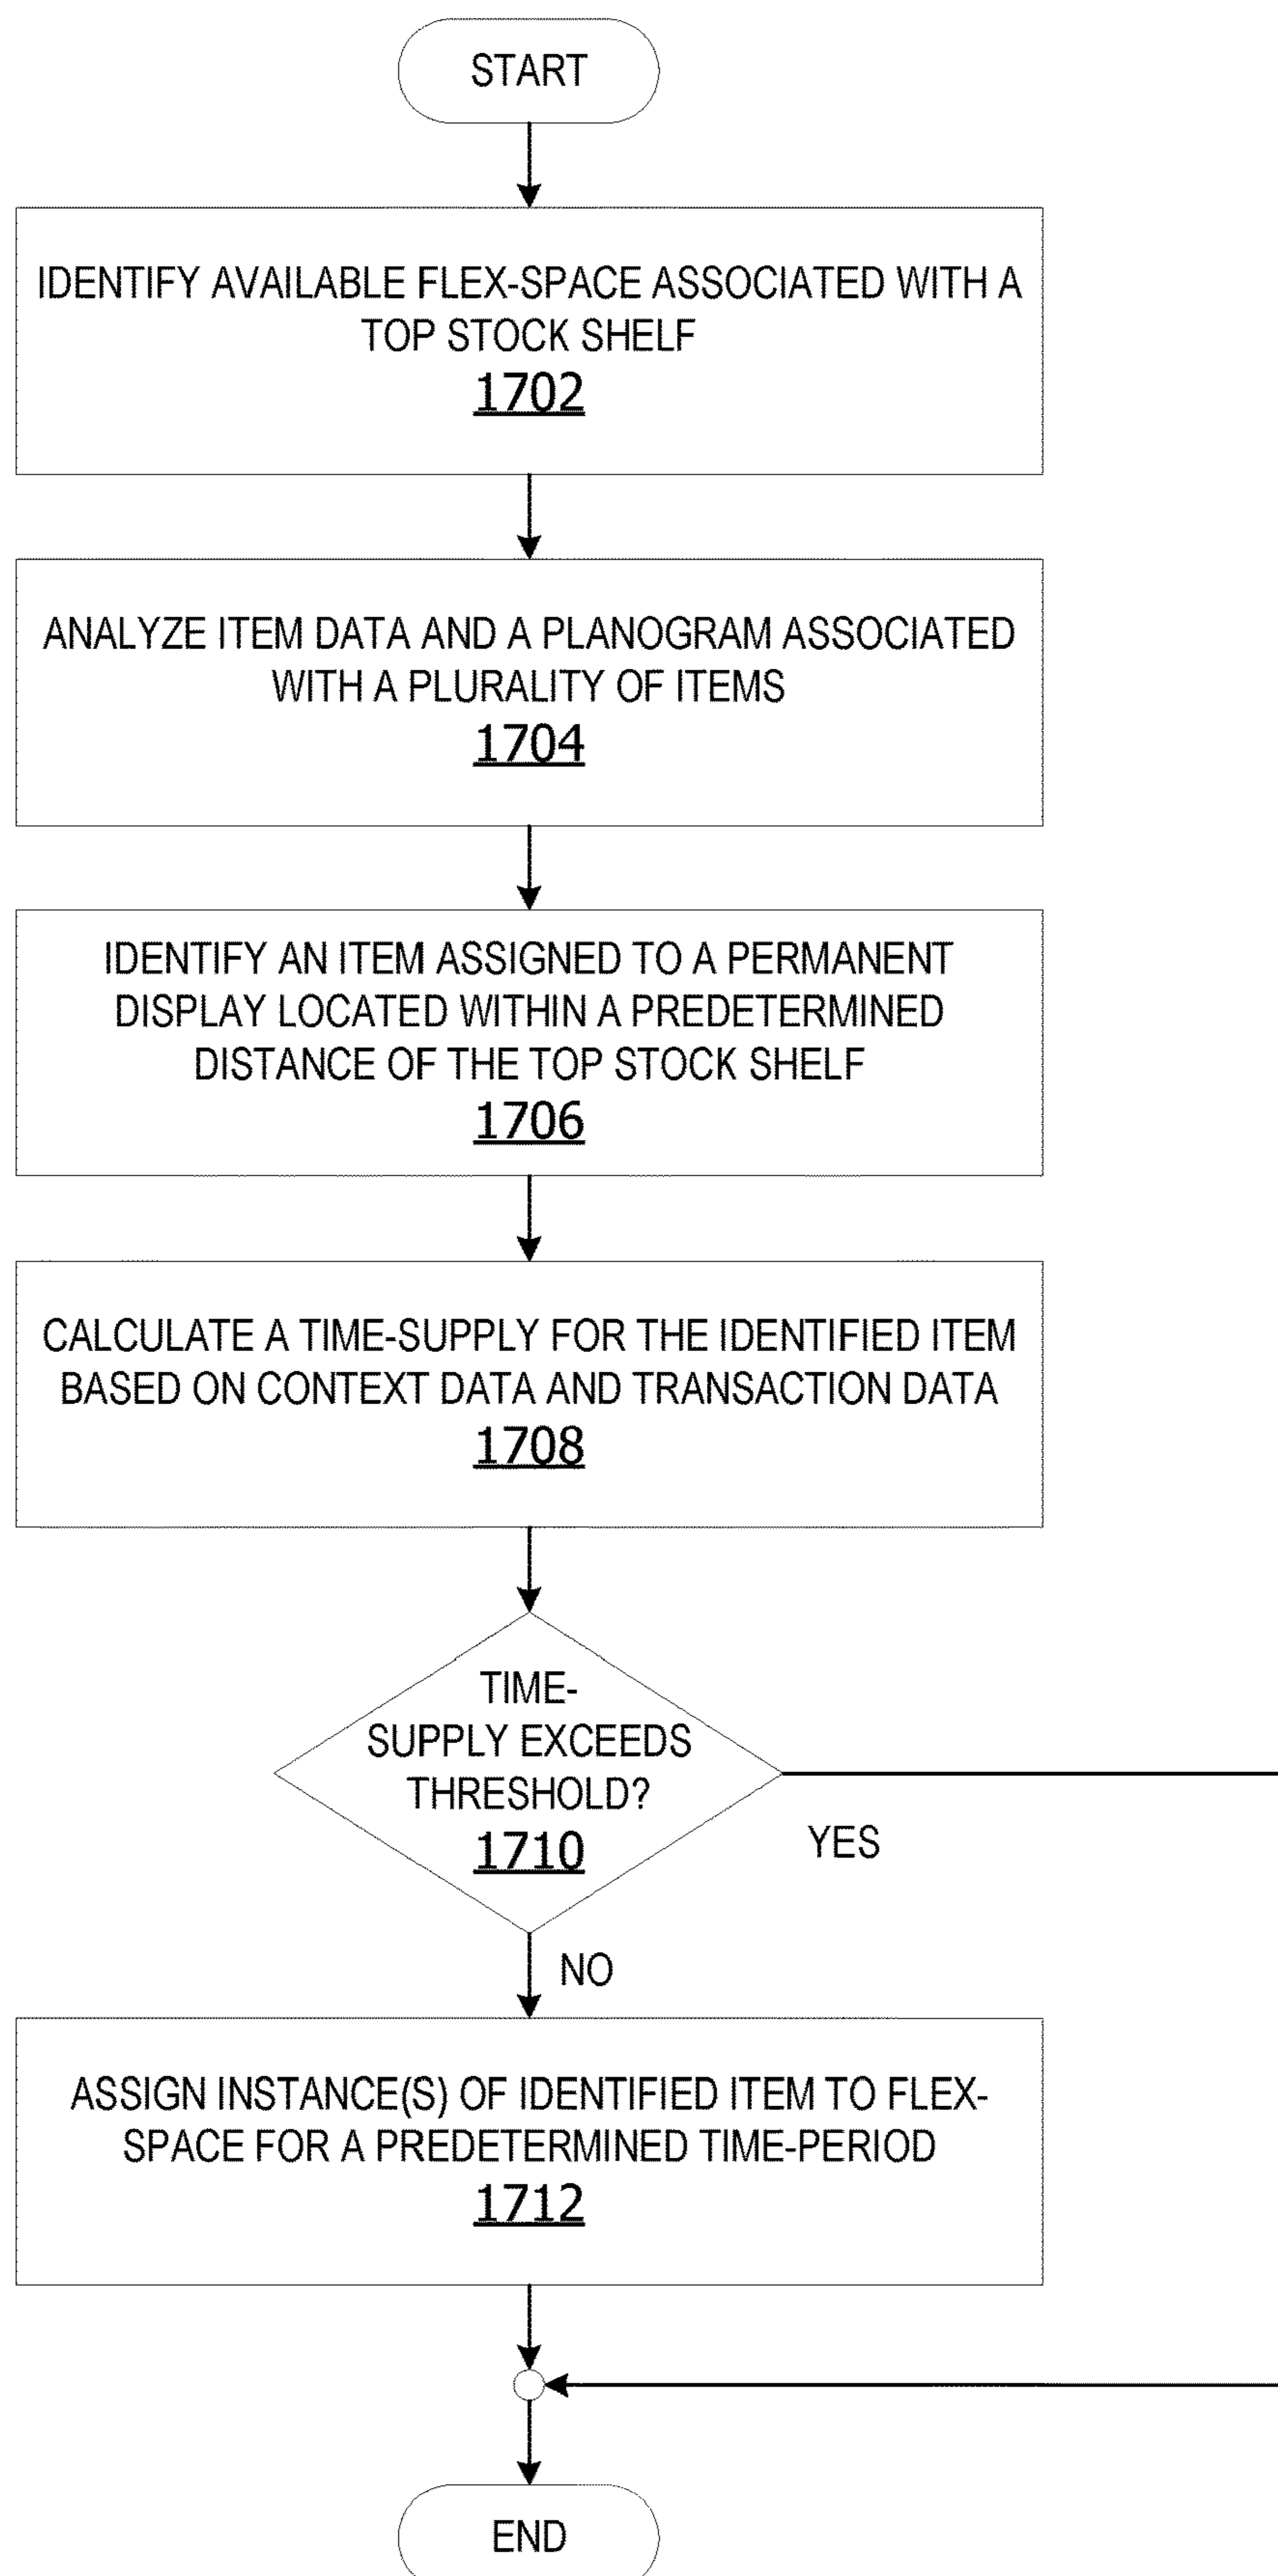 START
IDENTIFY AVAILABLE FLEX-SPACE ASSOCIATED WITH A
TOP STOCK SHELF
1702
ANALYZE ITEM DATA AND A PLANOGRAM ASSOCIATED
WITH A PLURALITY OF ITEMS
1704
IDENTIFY AN ITEM ASSIGNED TO A PERMANENT
DISPLAY LOCATED WITHIN A PREDETERMINED
DISTANCE OF THE TOP STOCK SHELF
1706
CALCULATE A TIME-SUPPLY FOR THE IDENTIFIED ITEM
BASED ON CONTEXT DATA AND TRANSACTION DATA
1708
TIME-
SUPPLY EXCEEDS
THRESHOLD?
1710
YES
NO
ASSIGN INSTANCE(S) OF IDENTIFIED ITEM TO FLEX-
SPACE FOR A PREDETERMINED TIME-PERIOD
1712
END